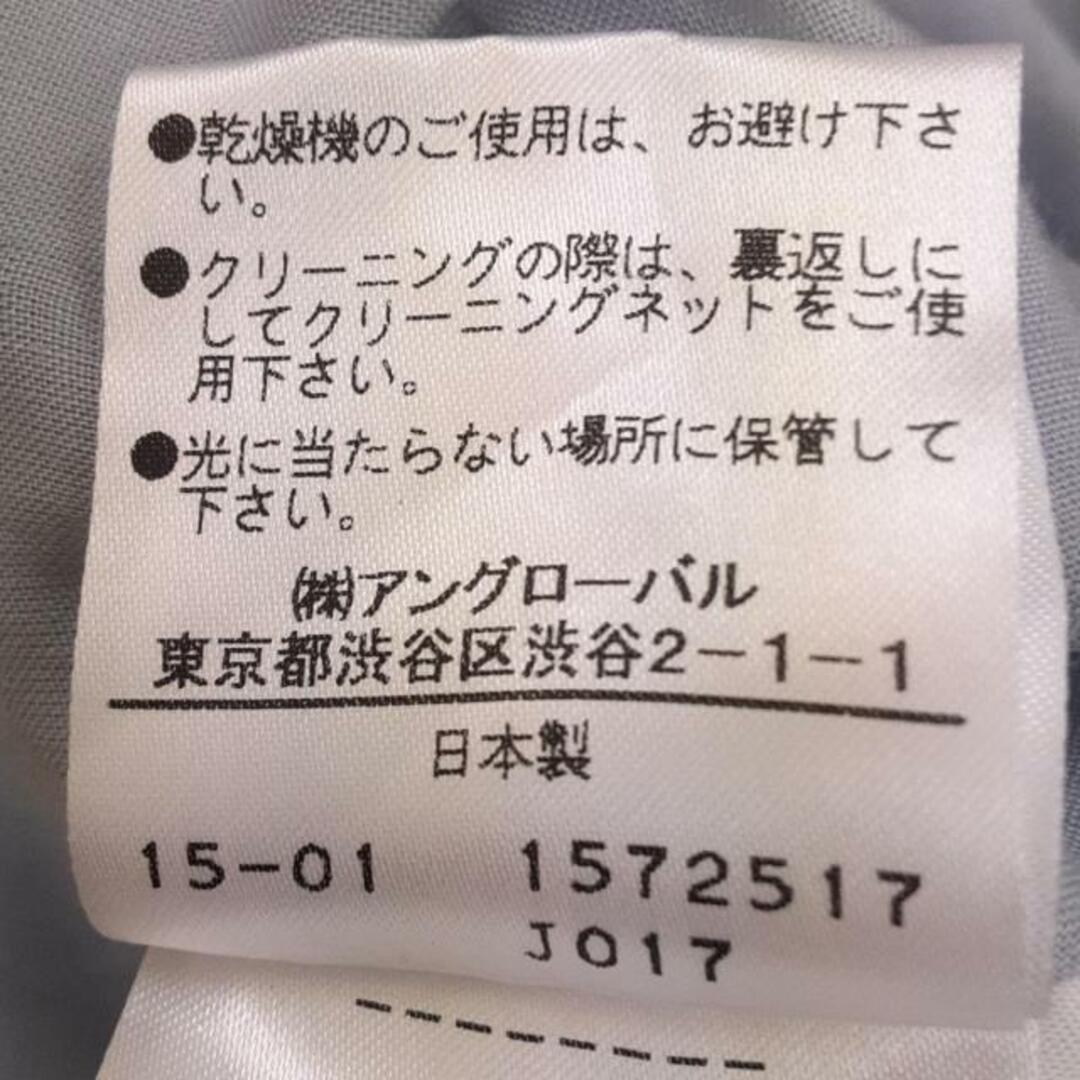 ●乾燥機のご使用は、お避け下さ
い。
●クリーニングの際は、裏返しに
してクリーニングネットをご使
用下さい。
●光に当たらない場所に保管して
下さい。
㈱アングローバル
東京都渋谷区渋谷2-1-1
日本製
15-01 1572517
J017